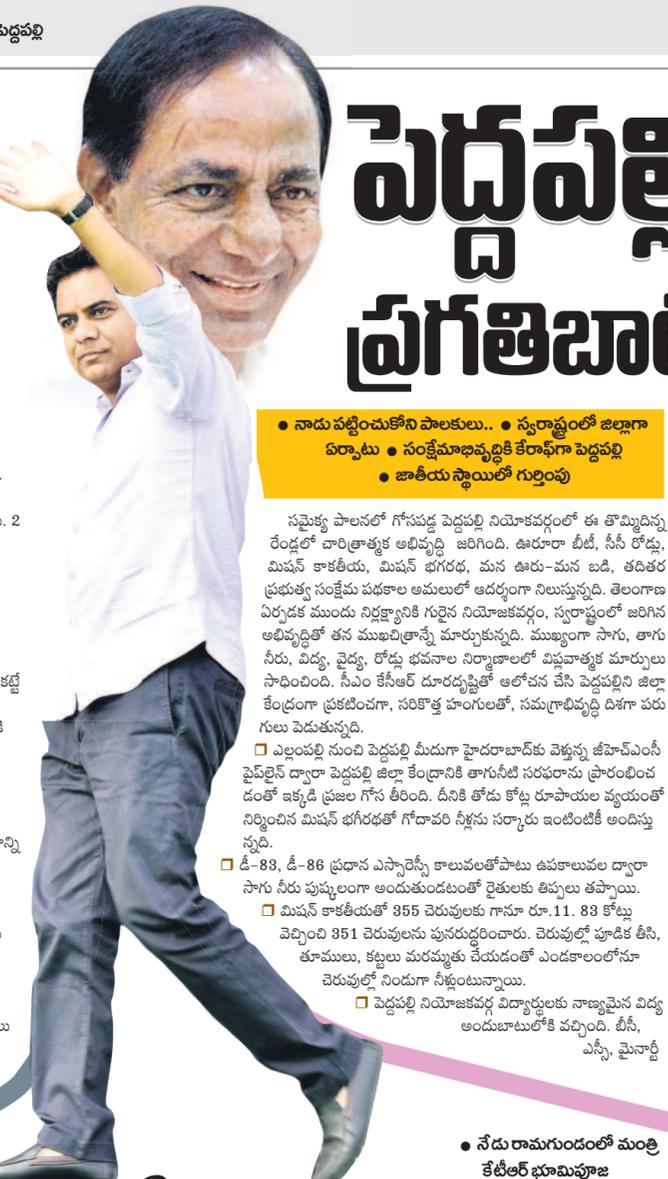 పెద్దపల్లి
పెద్దపల్లి
ప్రగతిబా
● నాడు పట్టించుకోని పాలకులు.. ● స్వరాష్ట్రంలో జిల్లాగా
ఏర్పాటు ● సంక్షేమాభివృద్ధికి కేరాఫ్‌గా పెద్దపల్లి
● జాతీయ స్థాయిలో గుర్తింపు
సమైక్య పాలనలో గోసపడ్డ పెద్దపల్లి నియోకవర్గంలో ఈ తొమ్మిదిన్న
రేండ్లలో చారిత్రాత్మక అభివృద్ధి జరిగింది. ఊరూరా బీటీ, సీసీ రోడ్లు,
మిషన్ కాకతీయ, మిషన్ భగరథ, మన ఊరు–మన బడి, తదితర
ప్రభుత్వ సంక్షేమ పథకాల అమలులో ఆదర్శంగా నిలుస్తున్నది. తెలంగాణ
ఏర్పడక ముందు నిర్లక్ష్యానికి గురైన నియోజకవర్గం, స్వరాష్ట్రంలో జరిగిన
అభివృద్ధితో తన ముఖచిత్రాన్నే మార్చుకున్నది. ముఖ్యంగా సాగు, తాగు
నీరు, విద్య, వైద్య, రోడ్లు భవనాల నిర్మాణాలలో విప్లవాత్మక మార్పులు
సాధించింది. సీఎం కేసీఆర్ దూరదృష్టితో ఆలోచన చేసి పెద్దపల్లిని జిల్లా
కేంద్రంగా ప్రకటించగా, సరికొత్త హంగులతో, సమగ్రాభివృద్ధి దిశగా పరు
గులు పెడుతున్నది.
❒ ఎల్లంపల్లి నుంచి పెద్దపల్లి మీదుగా హైదరాబాద్‌కు వెళ్తున్న జీహెచ్‌ఎంసీ
పైప్‌లైన్ ద్వారా పెద్దపల్లి జిల్లా కేంద్రానికి తాగునీటి సరఫరాను ప్రారంభించ
డంతో ఇక్కడి ప్రజల గోస తీరింది. దీనికి తోడు కోట్ల రూపాయల వ్యయంతో
నిర్మించిన మిషన్ భగీరథతో గోదావరి నీళ్లను సర్కారు ఇంటింటికీ అందిస్తు
న్నది.
❒ డీ–83, డీ–86 ప్రధాన ఎస్సారెస్పీ కాలువలతోపాటు ఉపకాలువల ద్వారా
సాగు నీరు పుష్కలంగా అందుతుండటంతో రైతులకు తిప్పలు తప్పాయి.
❒ మిషన్ కాకతీయతో 355 చెరువులకు గానూ రూ.11. 83 కోట్లు
వెచ్చించి 351 చెరువులను పునరుద్ధరించారు. చెరువుల్లో పూడిక తీసి,
తూములు, కట్టలు మరమ్మతు చేయడంతో ఎండకాలంలోనూ
చెరువుల్లో నిండుగా నీళ్లుంటున్నాయి.
❒ పెద్దపల్లి నియోజకవర్గ విద్యార్థులకు నాణ్యమైన విద్య
అందుబాటులోకి వచ్చింది. బీసీ,
ఎస్సీ, మైనార్టీ
● నేడు రామగుండంలో మంత్రి
కేటీఆర్ భూమిపూజ